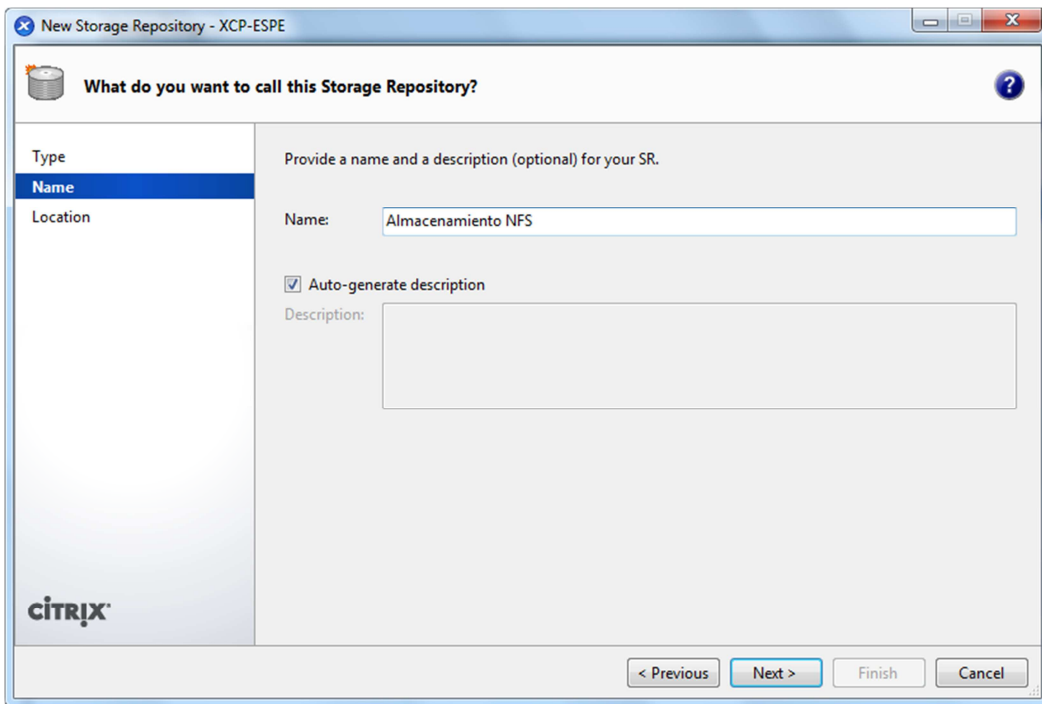 New Storage Repository - XCP-ESPE
What do you want to call this Storage Repository?
?
Type
Name
Location
Provide a name and a description (optional) for your SR.
Name: Almacenamiento NFS
Auto-generate description
Description:
CITRIX
< Previous Next > Finish Cancel